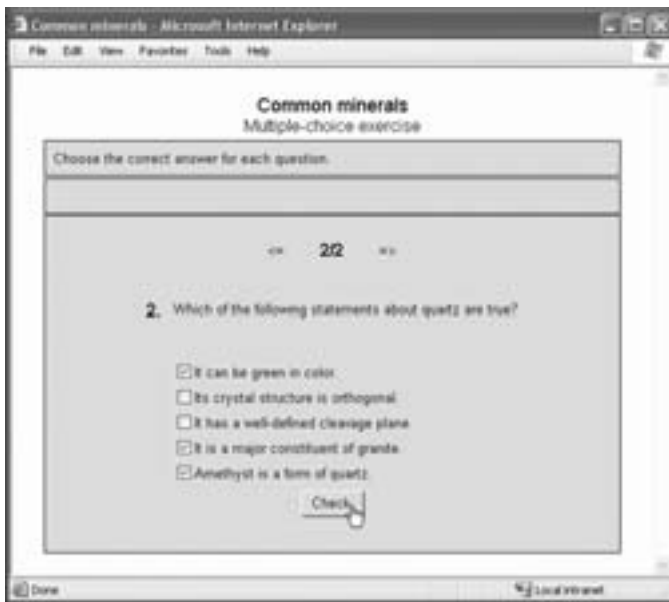 Common minerals - Microsoft Internet Explorer
File Edit View Favorites Tools Help
Common minerals
Multiple-choice exercise
Choose the correct answer for each question.
<= 2/2 =>
2. Which of the following statements about quartz are true?
It can be green in color.
Its crystal structure is orthogonal.
It has a well-defined cleavage plane.
It is a major constituent of granite.
Amethyst is a form of quartz.
Check
Done Local intranet